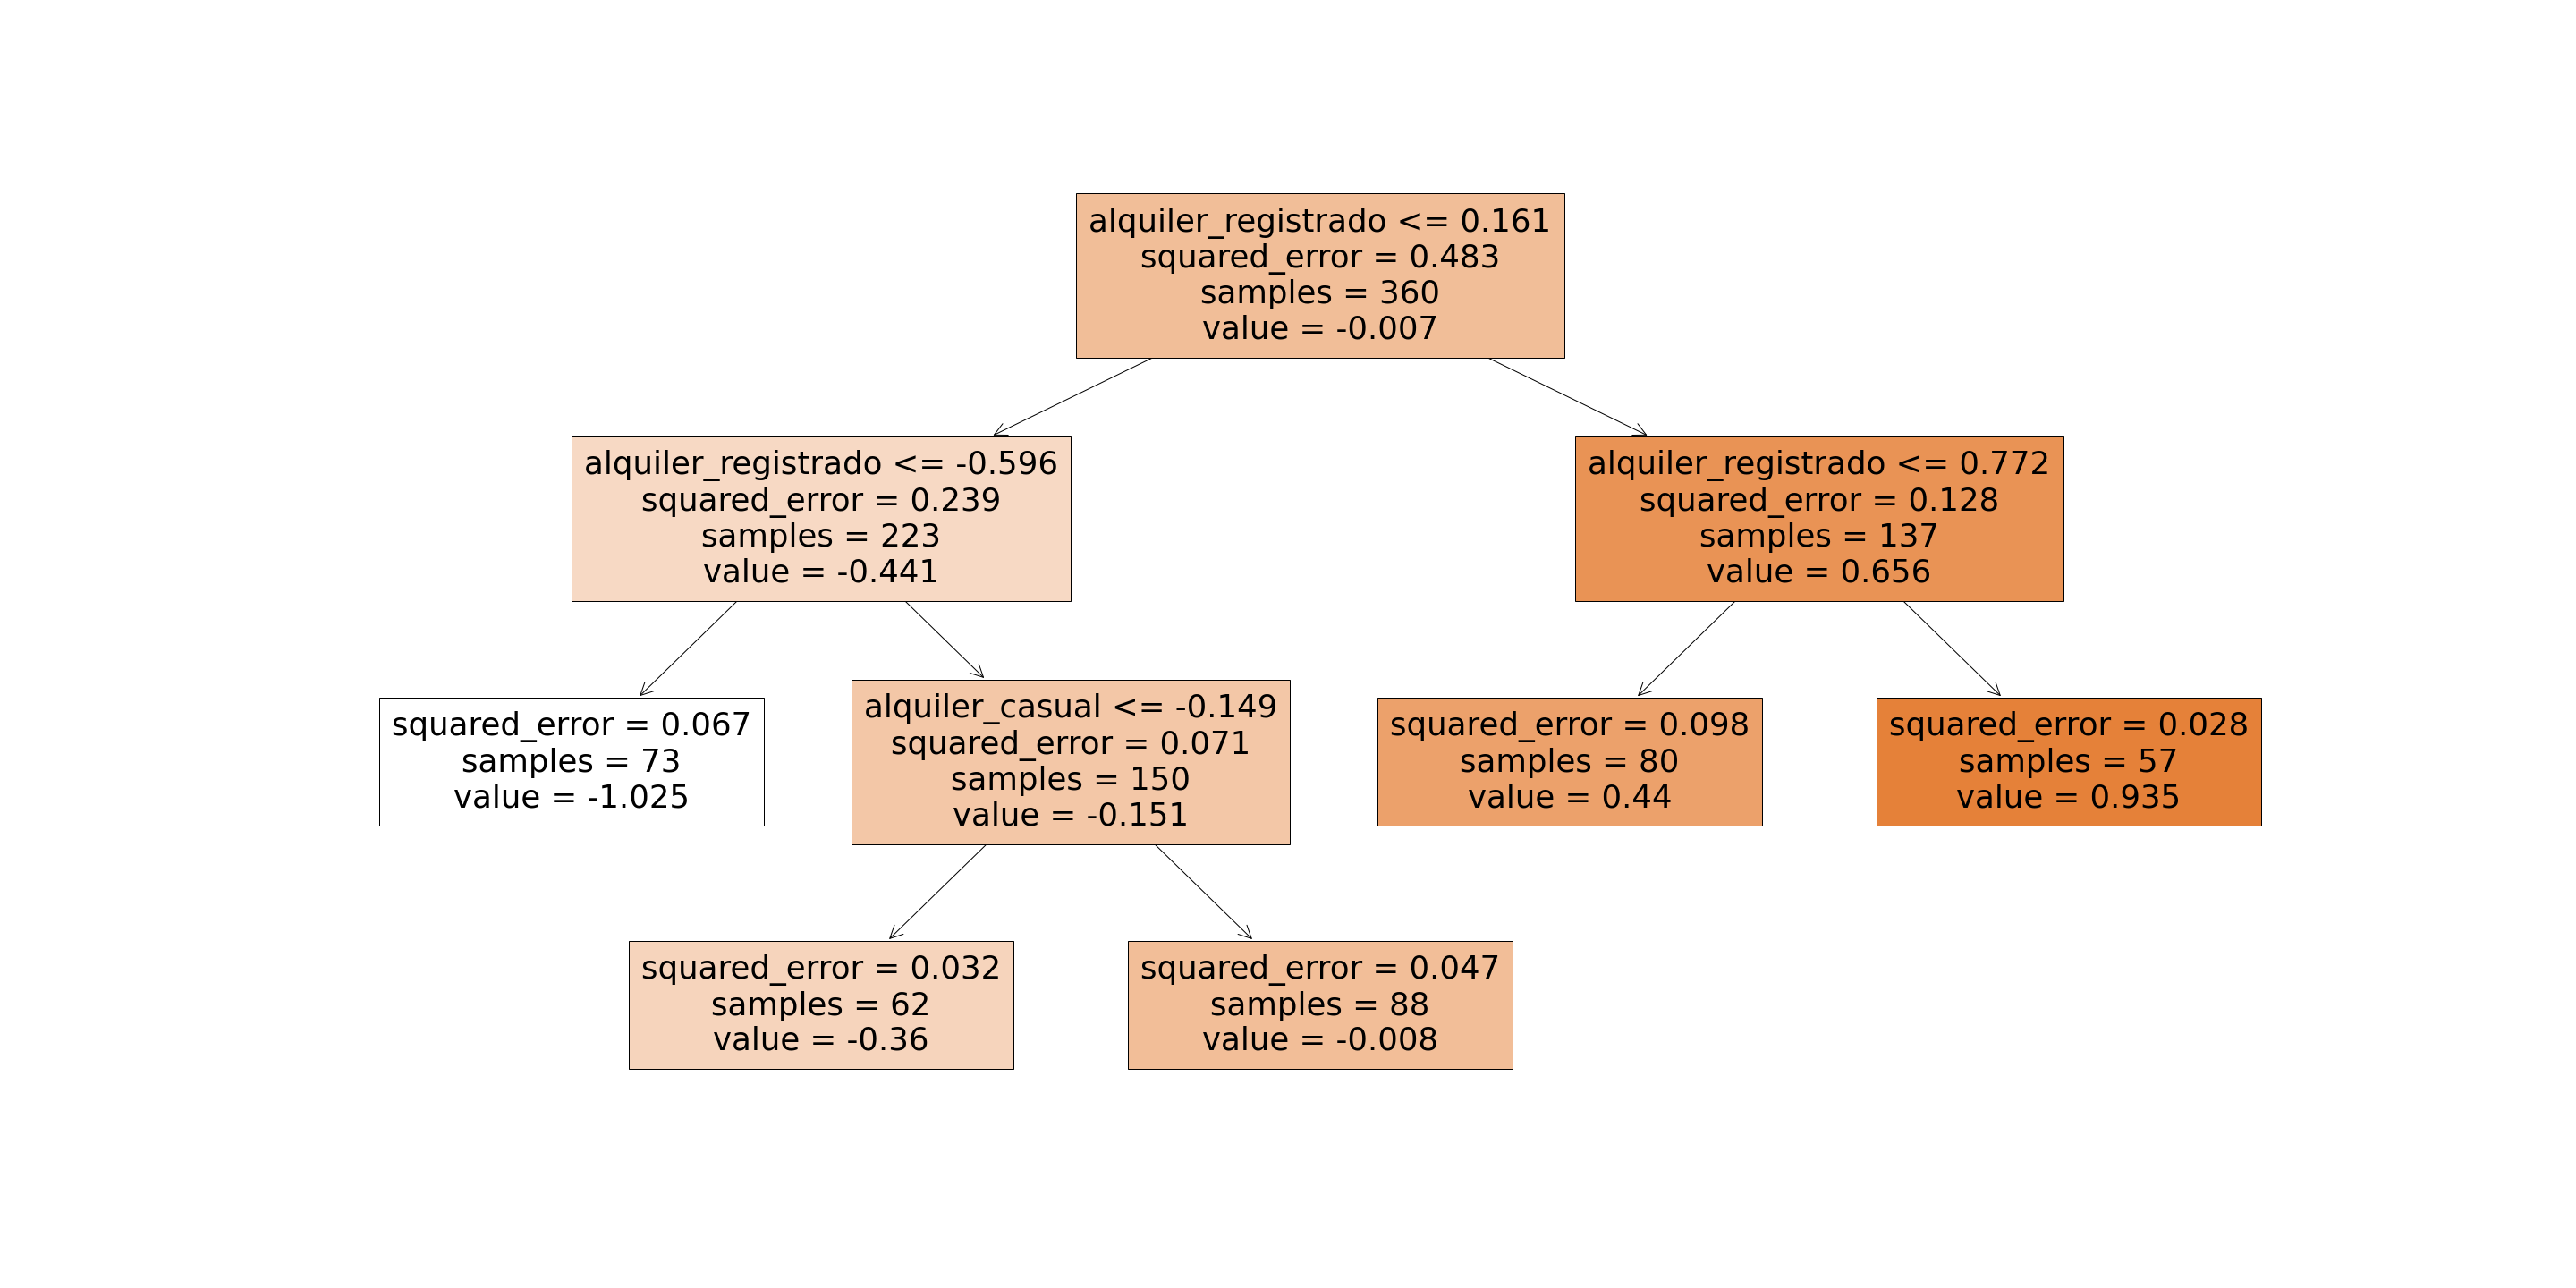 alquiler_registrado <= 0.161
squared_error = 0.483
samples = 360
value = -0.007
alquiler_registrado <= -0.596
squared_error = 0.239
samples = 223
value = -0.441
alquiler_registrado <= 0.772
squared_error = 0.128
samples = 137
value = 0.656
squared_error = 0.067
samples = 73
value = -1.025
alquiler_casual <= -0.149
squared_error = 0.071
samples = 150
value = -0.151
squared_error = 0.098
samples = 80
value = 0.44
squared_error = 0.028
samples = 57
value = 0.935
squared_error = 0.032
samples = 62
value = -0.36
squared_error = 0.047
samples = 88
value = -0.008